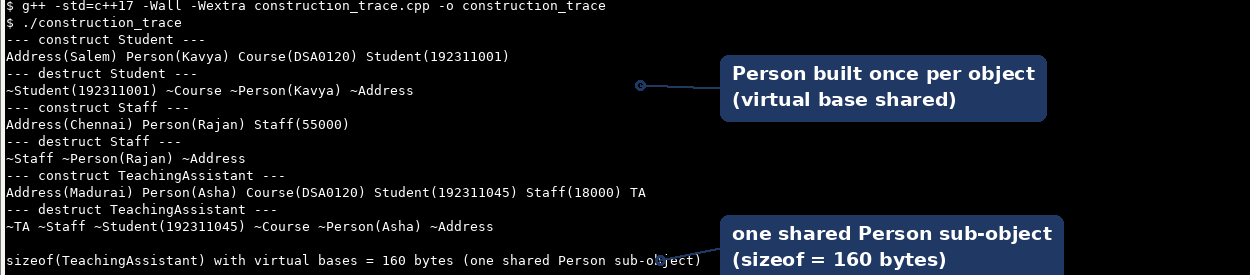 $ g++ -std=c++17 -Wall -Wextra construction_trace.cpp -o construction_trace
$ ./construction_trace
--- construct Student ---
Address(Salem) Person(Kavya) Course(DSA0120) Student(192311001)
--- destruct Student ---
~Student(192311001) ~Course ~Person(Kavya) ~Address
--- construct Staff ---
Address(Chennai) Person(Rajan) Staff(55000)
--- destruct Staff ---
~Staff ~Person(Rajan) ~Address
--- construct TeachingAssistant ---
Address(Madurai) Person(Asha) Course(DSA0120) Student(192311045) Staff(18000) TA
--- destruct TeachingAssistant ---
~TA ~Staff ~Student(192311045) ~Course ~Person(Asha) ~Address
sizeof(TeachingAssistant) with virtual bases = 160 bytes (one shared Person sub-object)
Person built once per object
(virtual base shared)
one shared Person sub-object
(sizeof = 160 bytes)